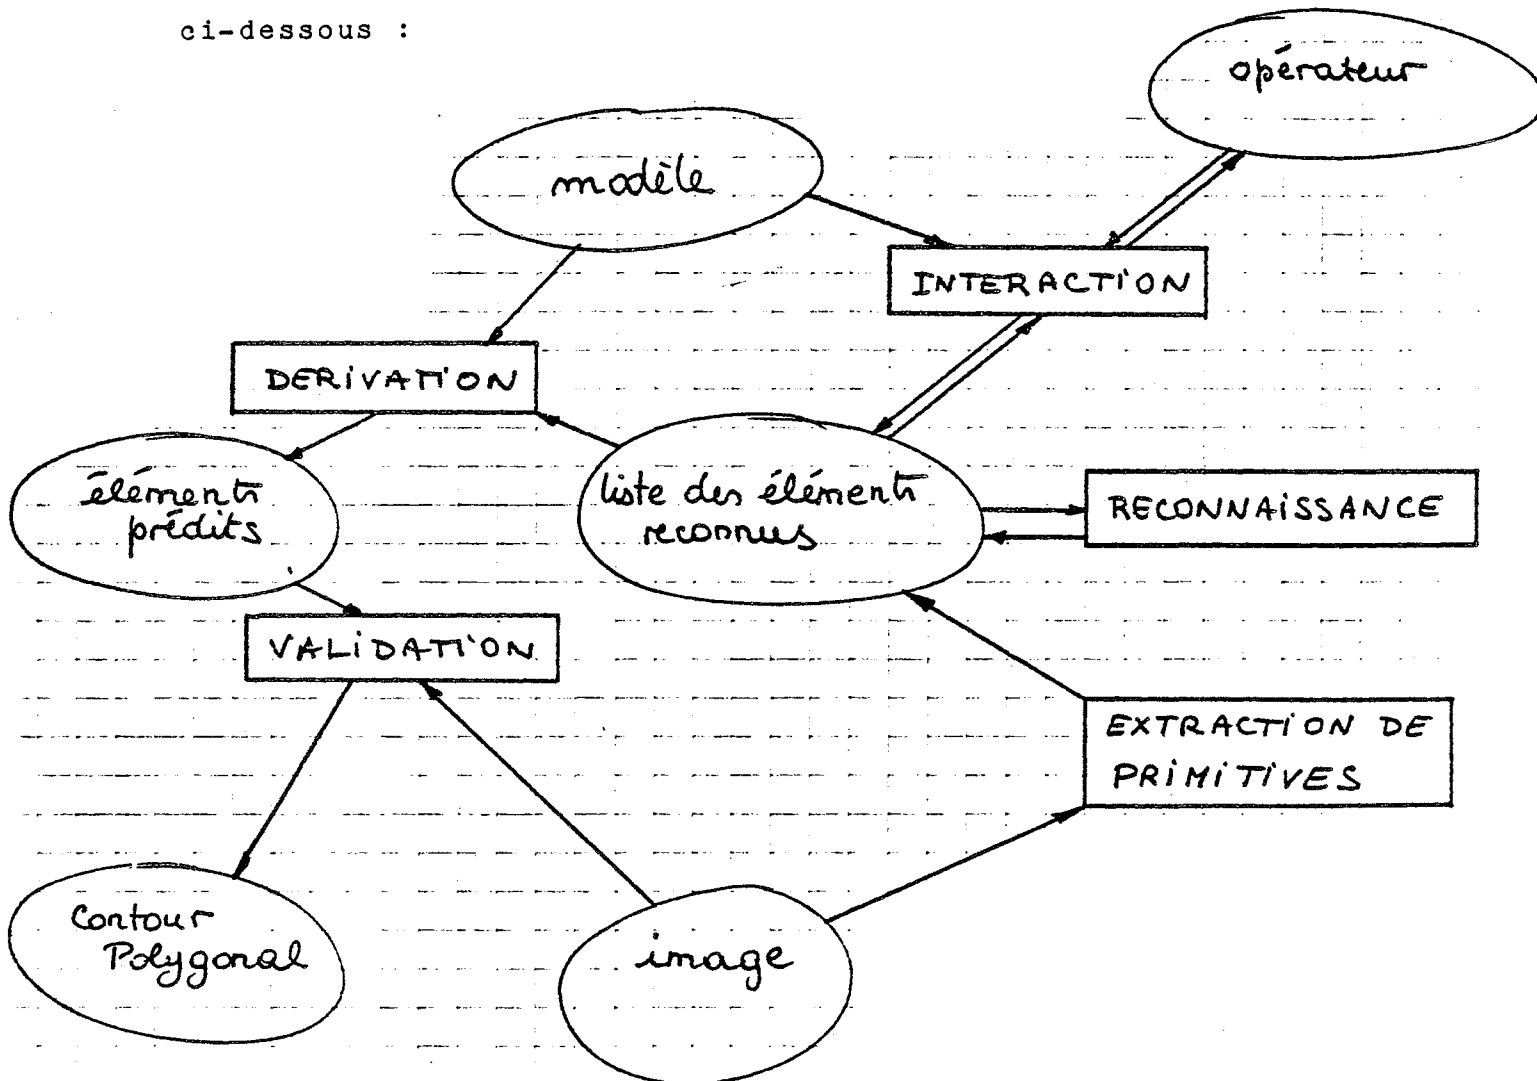 ci-dessous :
opérateur
modèle
INTERACTION
DERIVATION
éléments
prédits
liste des éléments
reconnus
RECONNAISSANCE
VALIDATION
EXTRACTION DE
PRIMITIVES
Contour
Polygonal
image